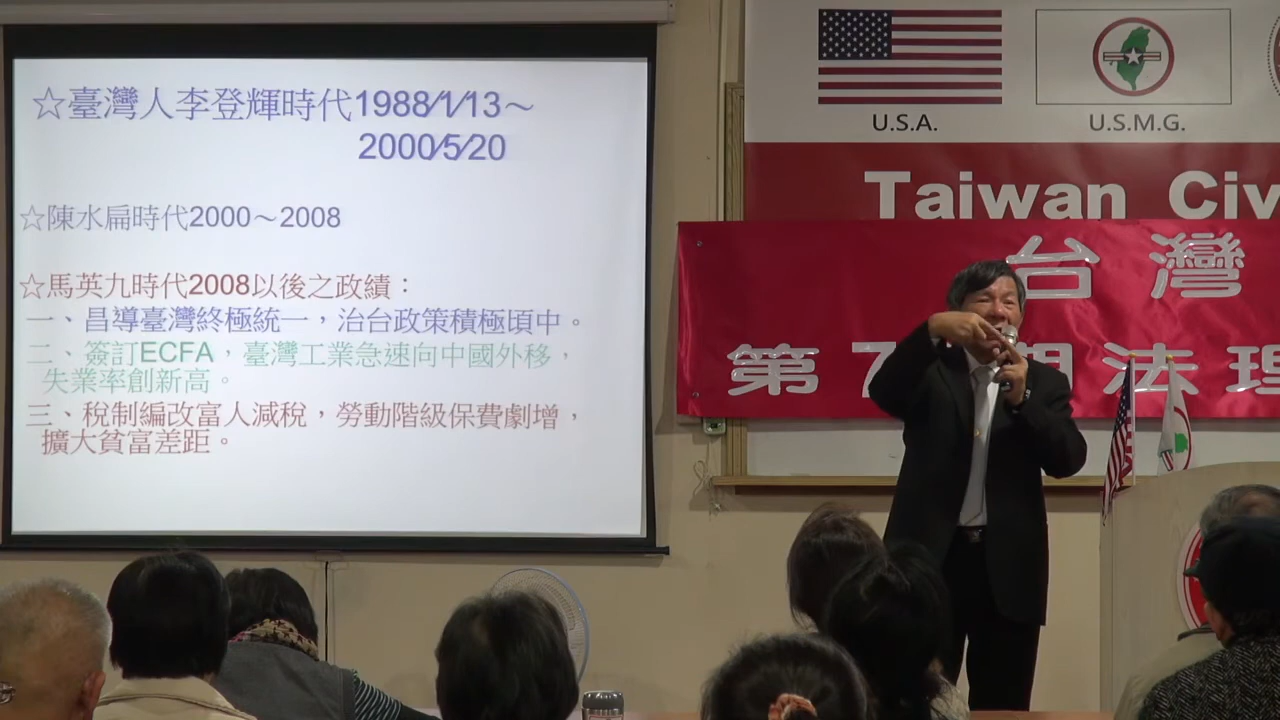 ☆臺灣人李登輝時代1988/1/13～
2000/5/20
☆陳水扁時代2000～2008
☆馬英九時代2008以後之政績：
一、昌導臺灣終極統一，治台政策積極頃中。
二、簽訂ECFA，臺灣工業急速向中國外移，
失業率創新高。
三、稅制編改富人減稅，勞動階級保費劇增，
擴大貧富差距。
U.S.A.
U.S.M.G.
Taiwan Civ
台灣
第7 期法理